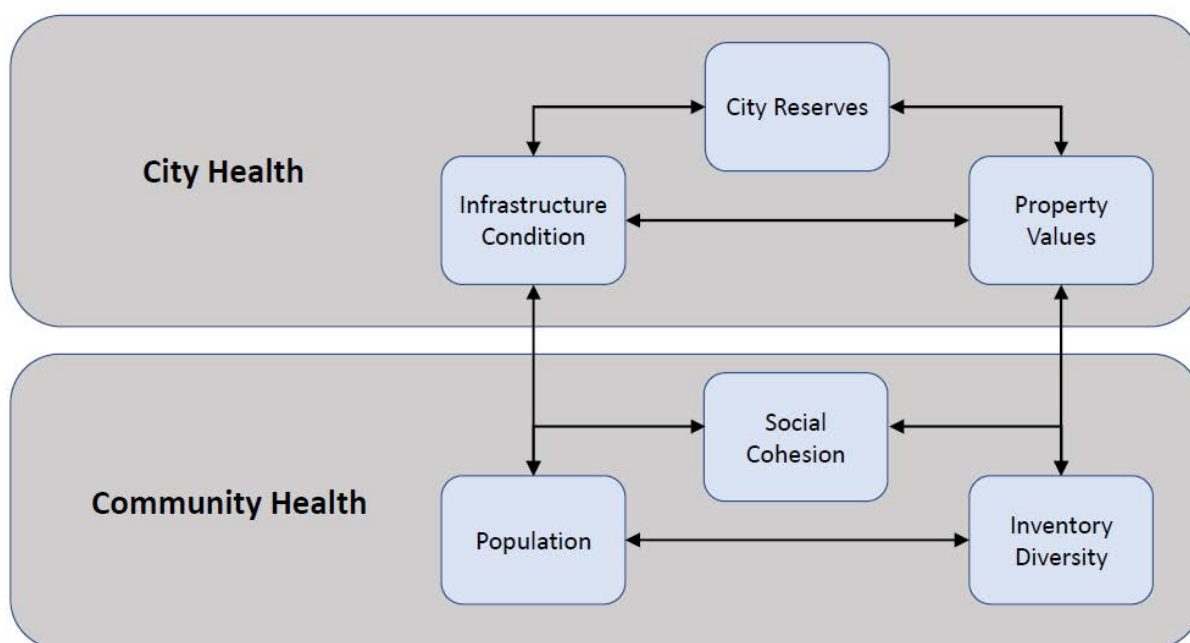 City Health
City Reserves
Infrastructure
Condition
Property
Values
Community Health
Social
Cohesion
Population
Inventory
Diversity